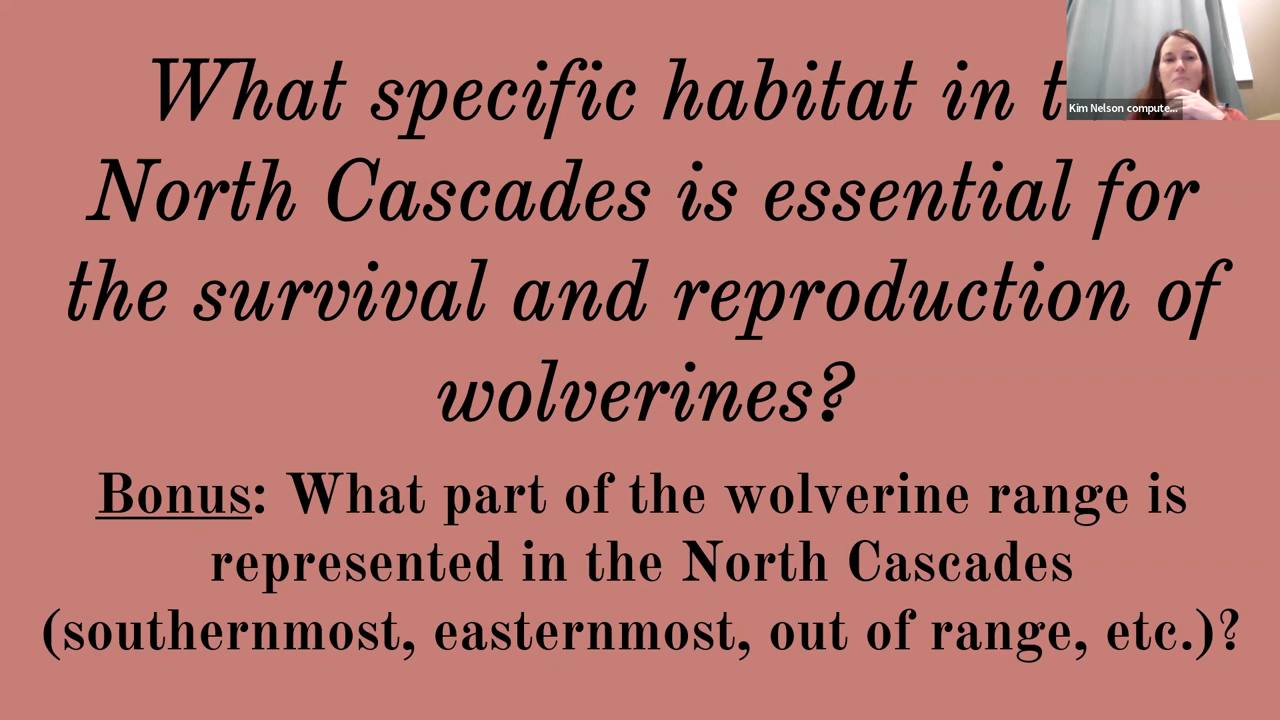 What specific habitat in t
North Cascades is essential for
the survival and reproduction of
wolverines?
Bonus: What part of the wolverine range is
represented in the North Cascades
(southernmost, easternmost, out of range, etc.)?
Kim Nelson compute...